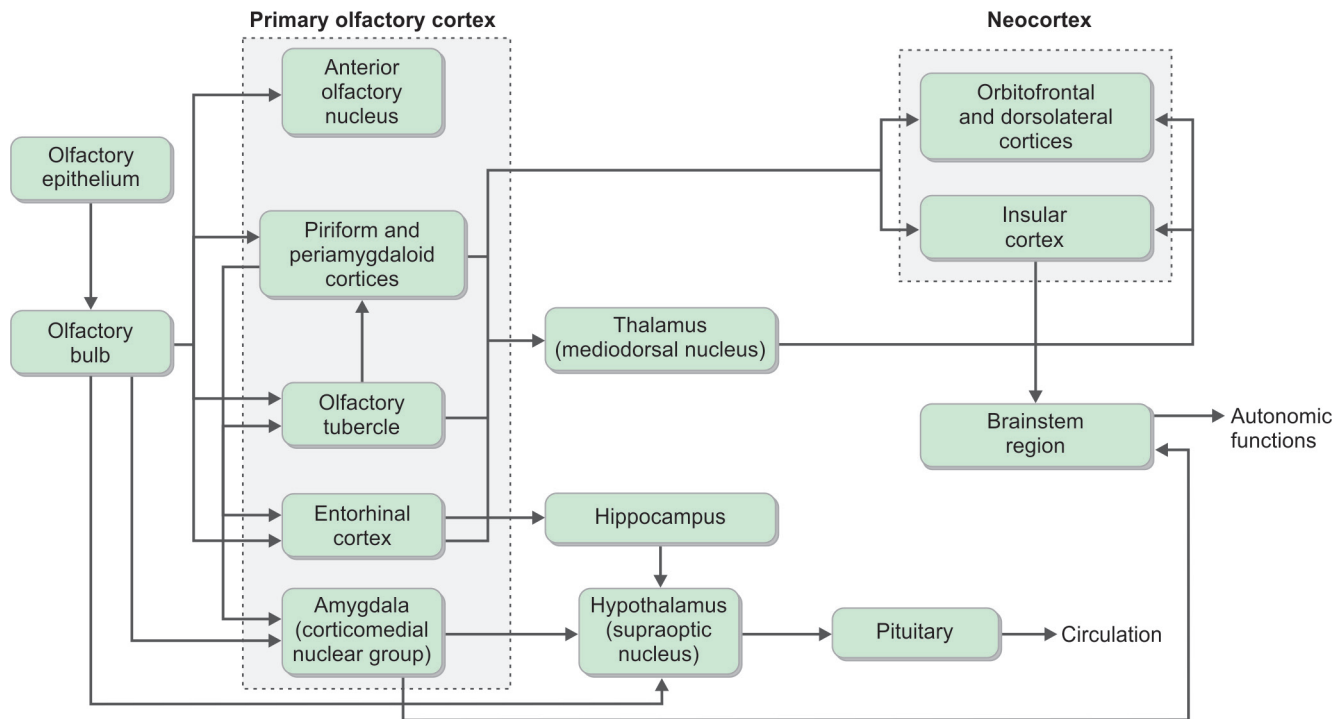 Primary olfactory cortex
Neocortex
Anterior
olfactory
nucleus
Orbitofrontal
and dorsolateral
cortices
Olfactory
epithelium
Piriform and
periamygdaloid
cortices
Insular
cortex
Olfactory
bulb
Thalamus
(mediodorsal nucleus)
Olfactory
tubercle
Brainstem
region
Autonomic
functions
Entorhinal
cortex
Hippocampus
Amygdala
(corticomedial
nuclear group)
Hypothalamus
(supraoptic
nucleus)
Pituitary
Circulation